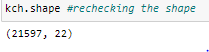 kch.shape #rechecking the shape
(21597, 22)